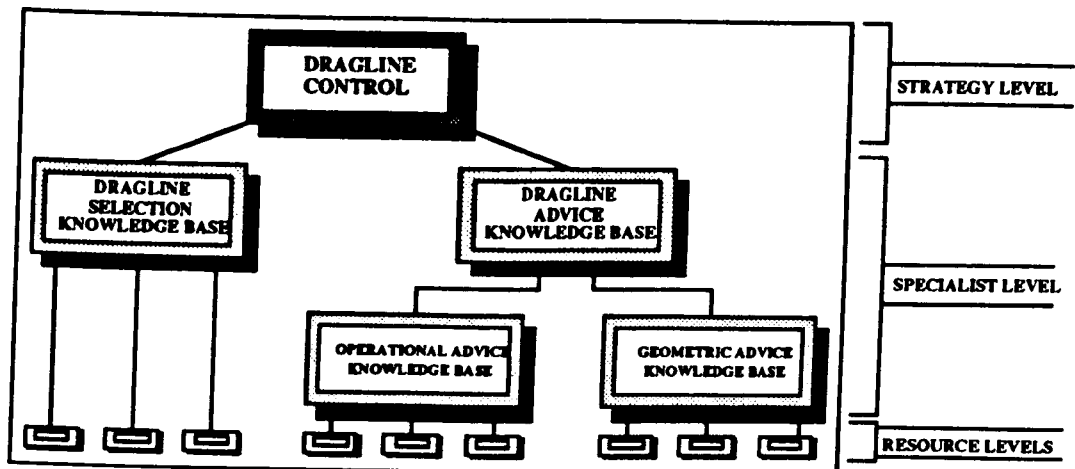 DRAGLINE
CONTROL
STRATEGY LEVEL
DRAGLINE
SELECTION
KNOWLEDGE BASE
DRAGLINE
ADVICE
KNOWLEDGE BASE
SPECIALIST LEVEL
OPERATIONAL ADVICE
KNOWLEDGE BASE
GEOMETRIC ADVICE
KNOWLEDGE BASE
RESOURCE LEVELS